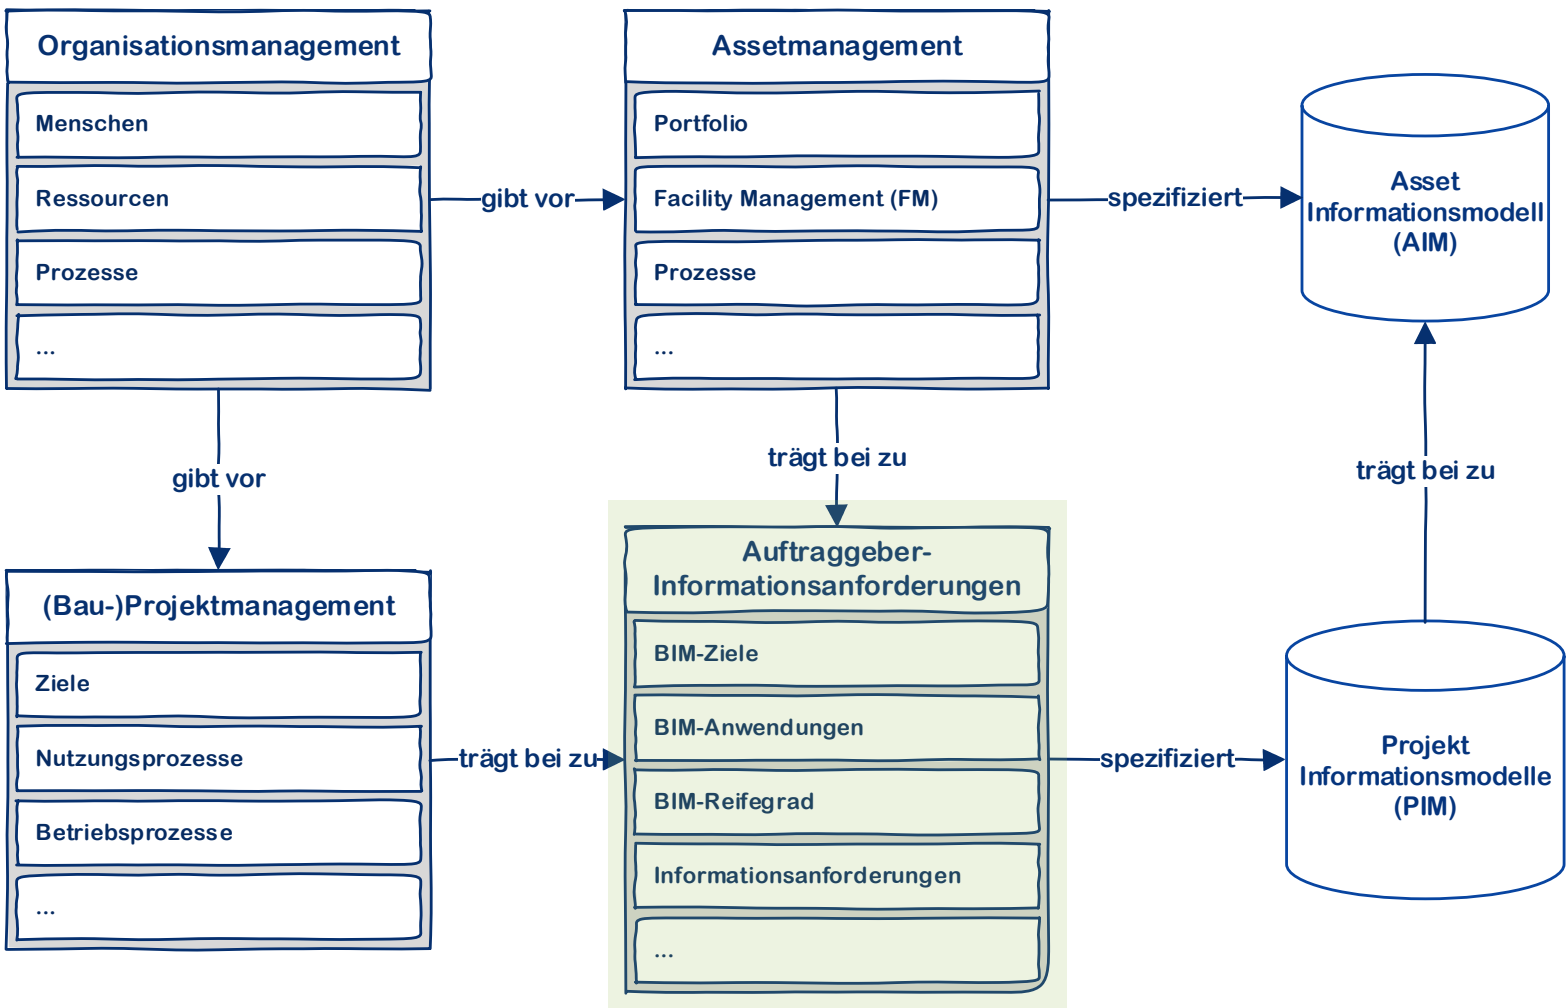 Organisationsmanagement
Menschen
Ressourcen
Prozesse
...
gibt vor
Assetmanagement
Portfolio
Facility Management (FM)
Prozesse
...
spezifiziert
Asset
Informationsmodell
(AIM)
gibt vor
trägt bei zu
trägt bei zu
(Bau-)Projektmanagement
Ziele
Nutzungsprozesse
Betriebsprozesse
...
trägt bei zu
Auftraggeber-
Informationsanforderungen
BIM-Ziele
BIM-Anwendungen
BIM-Reifegrad
Informationsanforderungen
...
spezifiziert
Projekt
Informationsmodelle
(PIM)